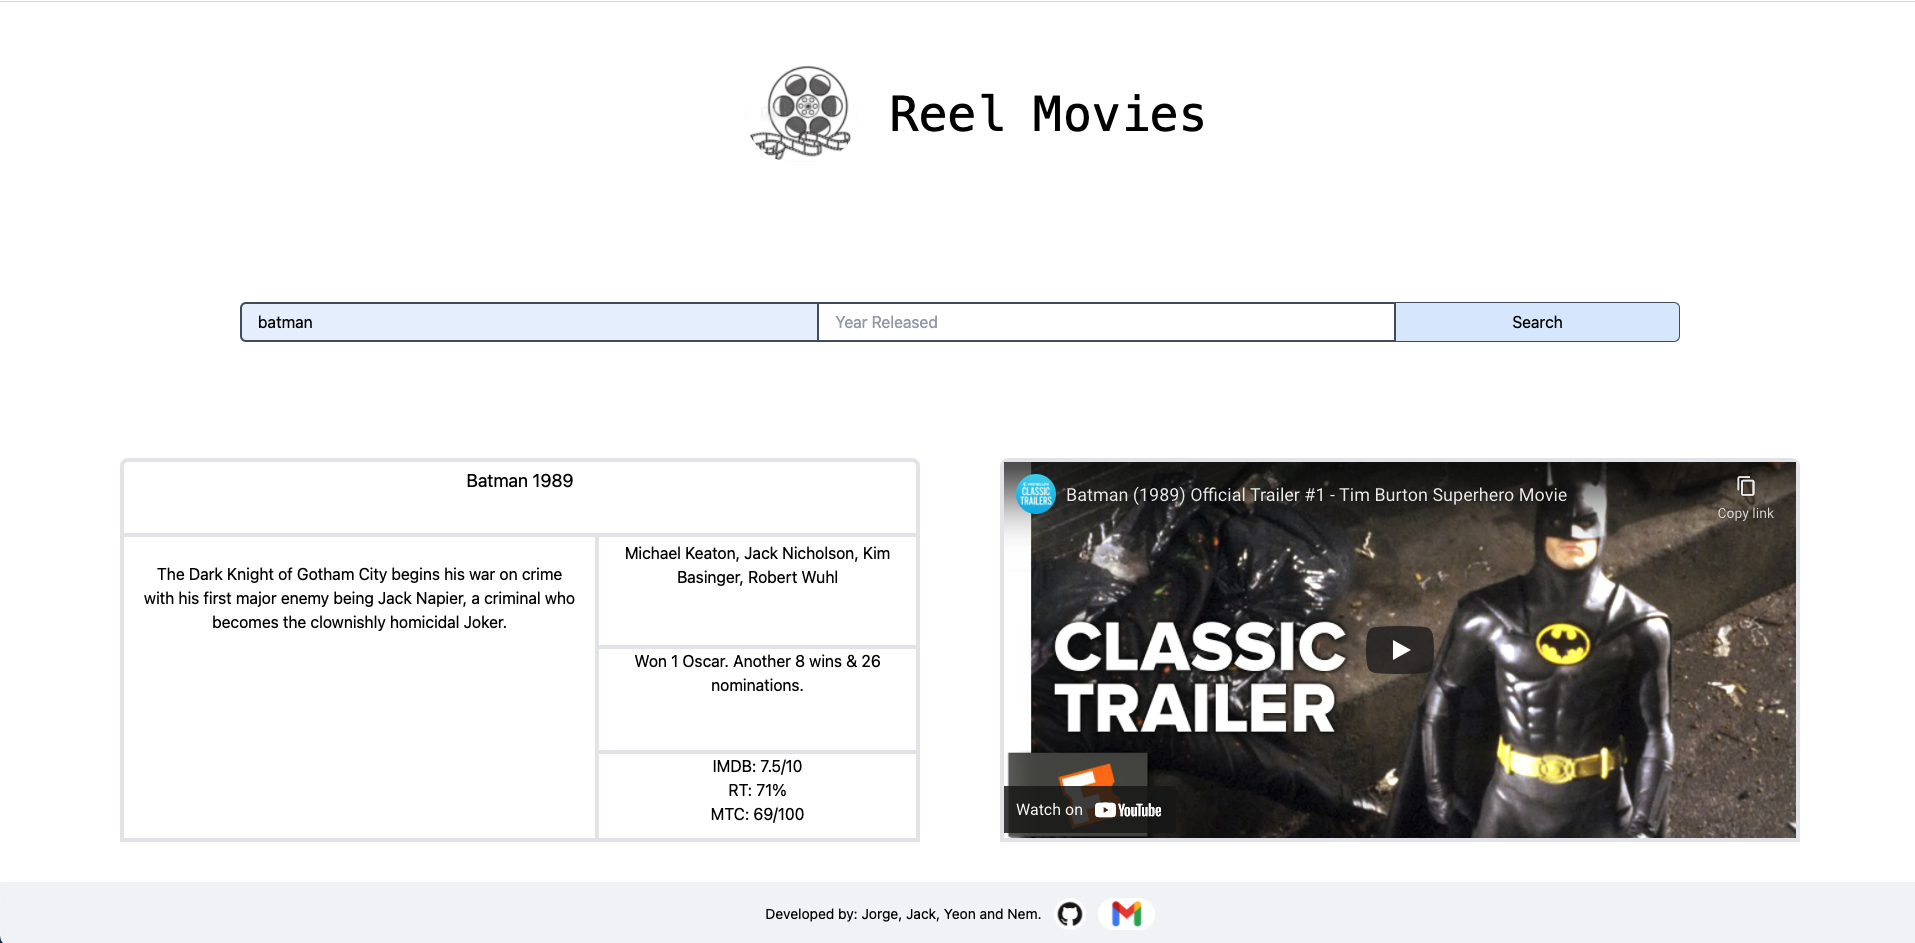 Reel Movies
batman
Year Released
Search
Batman 1989
The Dark Knight of Gotham City begins his war on crime
with his first major enemy being Jack Napier, a criminal who
becomes the clownishly homicidal Joker.
Michael Keaton, Jack Nicholson, Kim
Basinger, Robert Wuhl
Won 1 Oscar. Another 8 wins & 26
nominations.
IMDB: 7.5/10
RT: 71%
MTC: 69/100
CLASSIC
TRAILERS
Batman (1989) Official Trailer #1 - Tim Burton Superhero Movie
Copy link
CLASSIC
TRAILER
Watch on YouTube
Developed by: Jorge, Jack, Yeon and Nem.